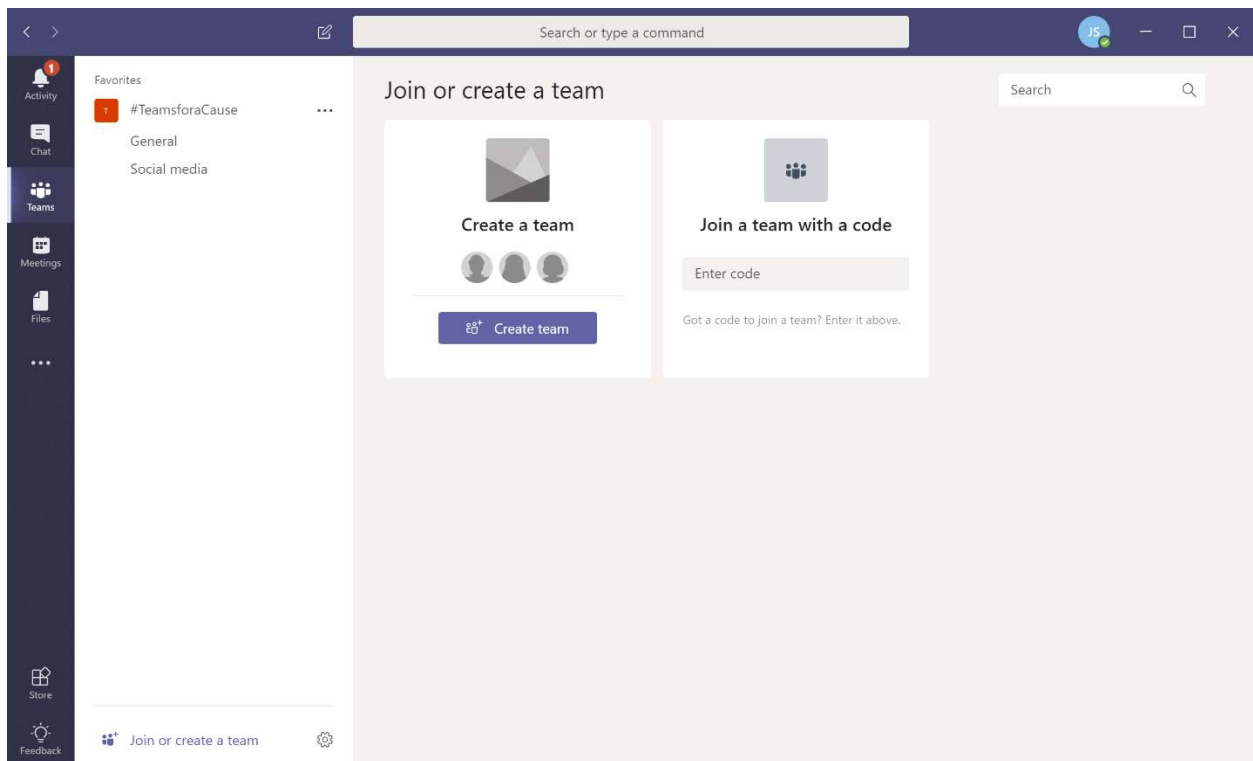 Search or type a command
JS
1
Activity
Chat
Teams
Meetings
Files
Store
Feedback
Favorites
T #TeamsforaCause
General
Social media
Join or create a team
Join or create a team
Search
Create a team
Create team
Join a team with a code
Enter code
Got a code to join a team? Enter it above.